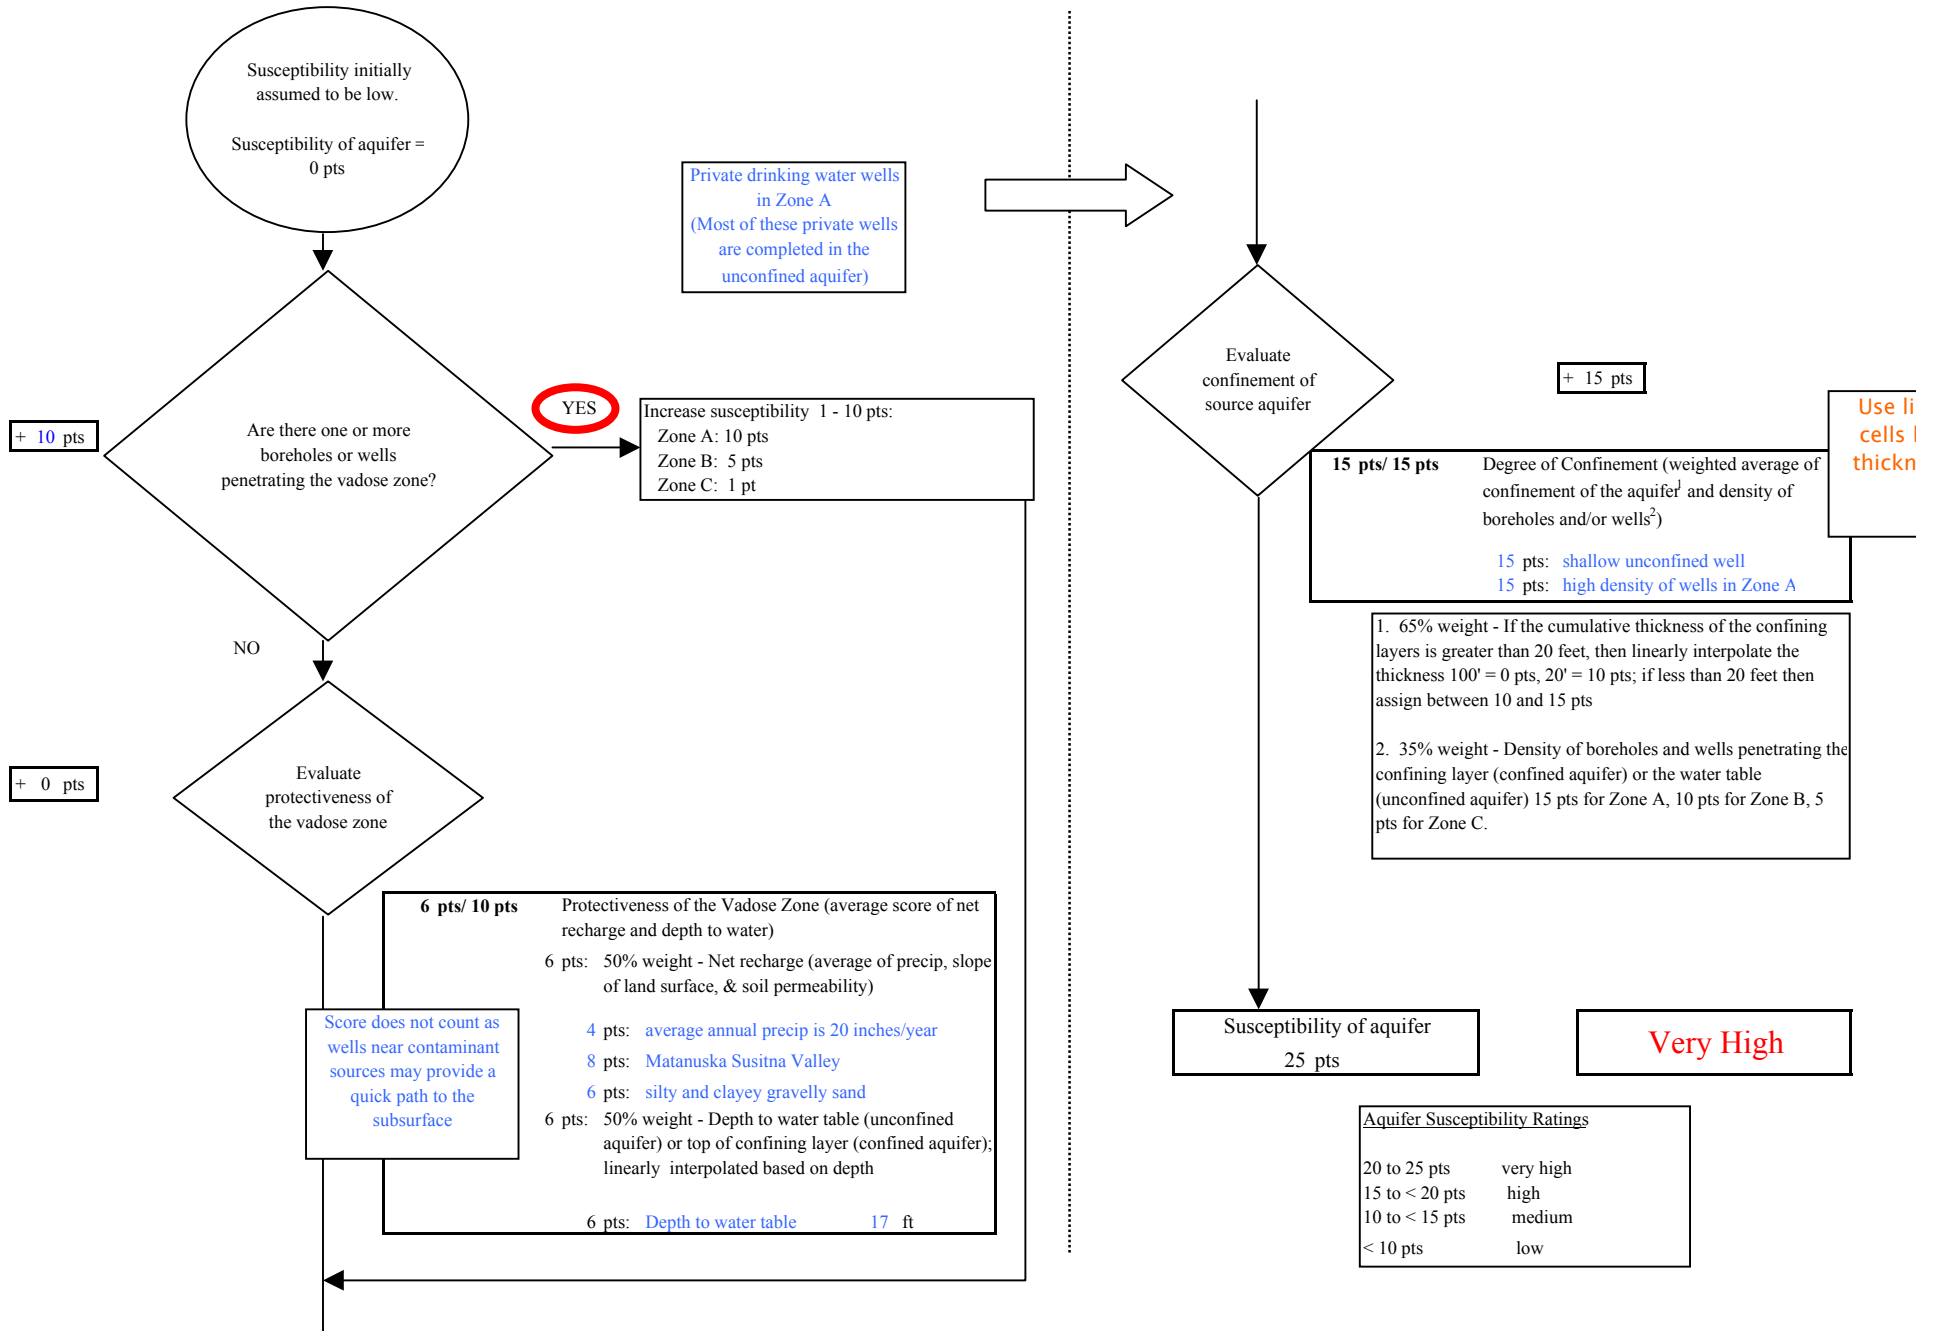 Susceptibility initially
assumed to be low.
Susceptibility of aquifer =
0 pts
Private drinking water wells
in Zone A
(Most of these private wells
are completed in the
unconfined aquifer)
+ 10 pts
Are there one or more
boreholes or wells
penetrating the vadose zone?
YES
Increase susceptibility 1 - 10 pts:
Zone A: 10 pts
Zone B: 5 pts
Zone C: 1 pt
NO
+ 0 pts
Evaluate
protectiveness of
the vadose zone
6 pts/ 10 pts Protectiveness of the Vadose Zone (average score of net
recharge and depth to water)
6 pts: 50% weight - Net recharge (average of precip, slope
of land surface, & soil permeability)
4 pts: average annual precip is 20 inches/year
8 pts: Matanuska Susitna Valley
6 pts: silty and clayey gravelly sand
6 pts: 50% weight - Depth to water table (unconfined
aquifer) or top of confining layer (confined aquifer);
linearly interpolated based on depth
6 pts: Depth to water table 17 ft
Score does not count as
wells near contaminant
sources may provide a
quick path to the
subsurface
Evaluate
confinement of
source aquifer
+ 15 pts
Use li
cells
thickn
15 pts/ 15 pts Degree of Confinement (weighted average of
confinement of the aquifer1 and density of
boreholes and/or wells2)
15 pts: shallow unconfined well
15 pts: high density of wells in Zone A
1. 65% weight - If the cumulative thickness of the confining
layers is greater than 20 feet, then linearly interpolate the
thickness 100' = 0 pts, 20' = 10 pts; if less than 20 feet then
assign between 10 and 15 pts
2. 35% weight - Density of boreholes and wells penetrating the
confining layer (confined aquifer) or the water table
(unconfined aquifer) 15 pts for Zone A, 10 pts for Zone B, 5
pts for Zone C.
Susceptibility of aquifer
25 pts
Very High
Aquifer Susceptibility Ratings
20 to 25 pts very high
15 to < 20 pts high
10 to < 15 pts medium
< 10 pts low